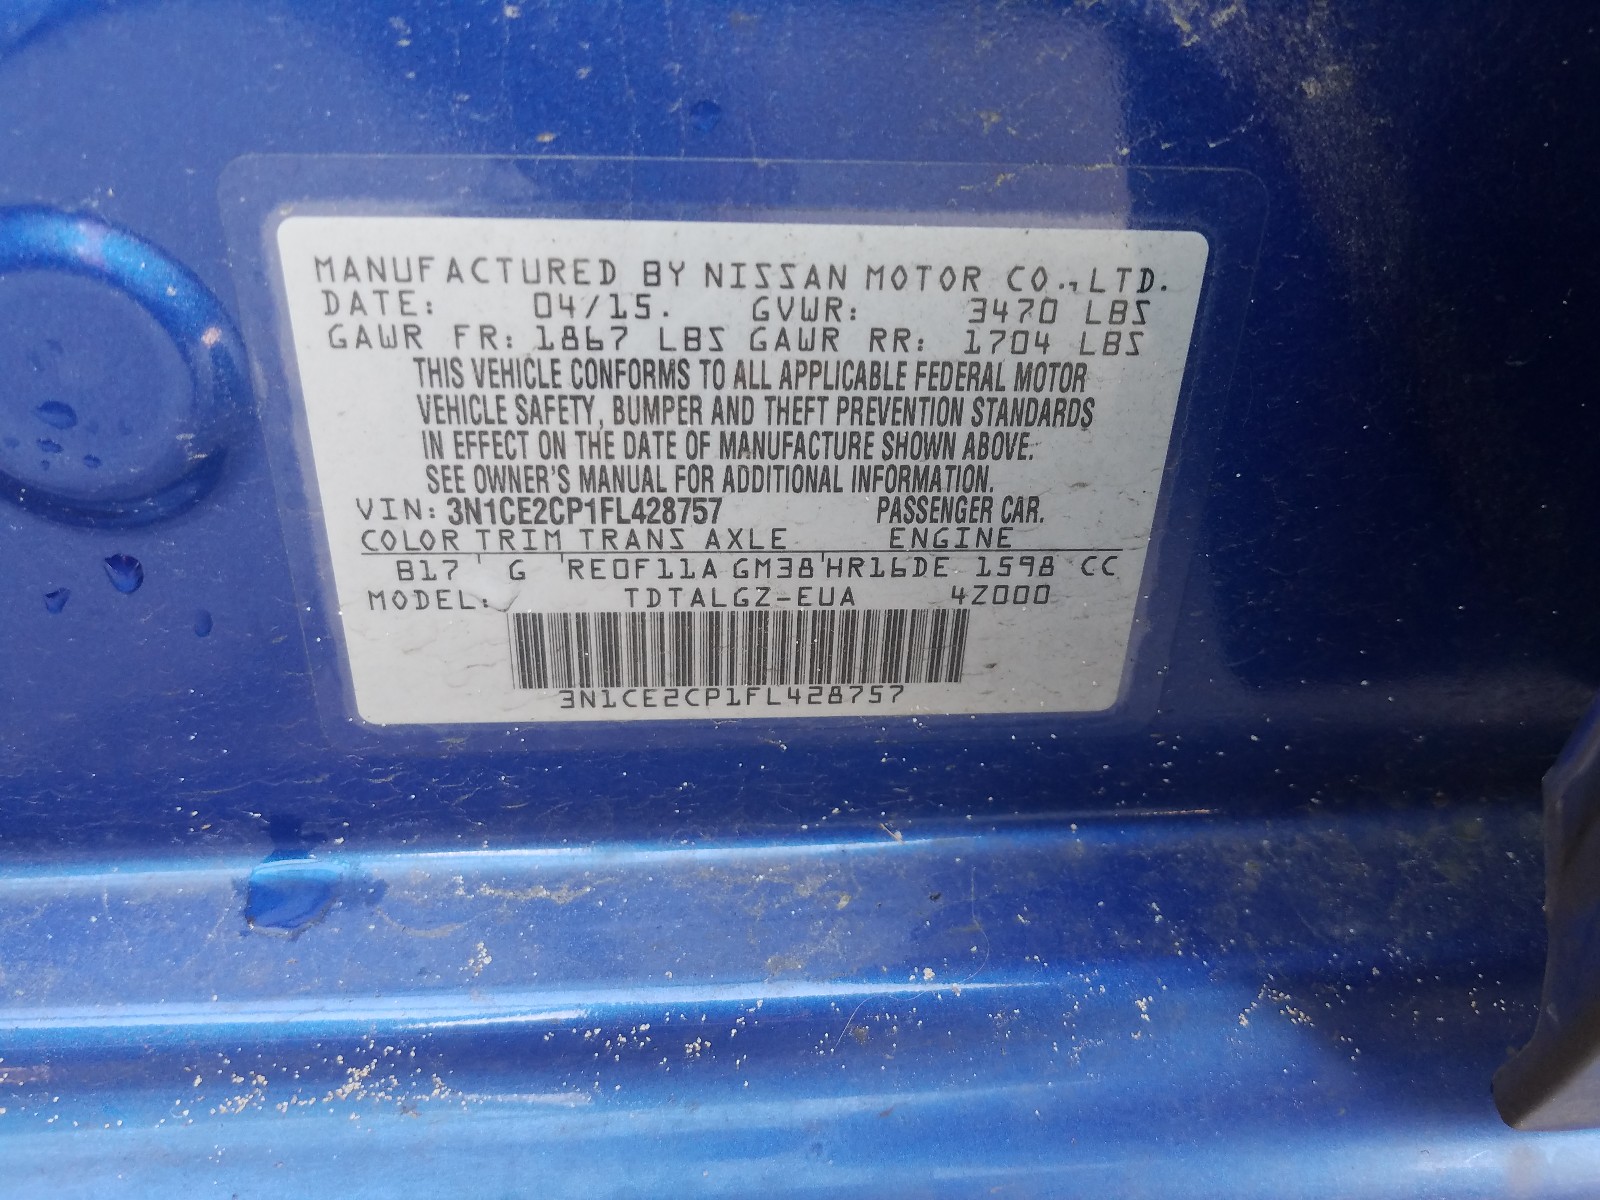 MANUFACTURED BY NISSAN MOTOR CO.,LTD.
DATE: 04/15. GVWR: 3470 LBS
GAWR FR: 1867 LBS GAWR RR: 1704 LBS
THIS VEHICLE CONFORMS TO ALL APPLICABLE FEDERAL MOTOR
VEHICLE SAFETY, BUMPER AND THEFT PREVENTION STANDARDS
IN EFFECT ON THE DATE OF MANUFACTURE SHOWN ABOVE.
SEE OWNER'S MANUAL FOR ADDITIONAL INFORMATION.
VIN: 3N1CE2CP1FL428757 PASSENGER CAR.
COLOR TRIM TRANS AXLE ENGINE
B17 G RE0F11A GM38 HR16DE 1598 CC
MODEL: TDTALGZ-EUA 4Z000
3N1CE2CP1FL428757